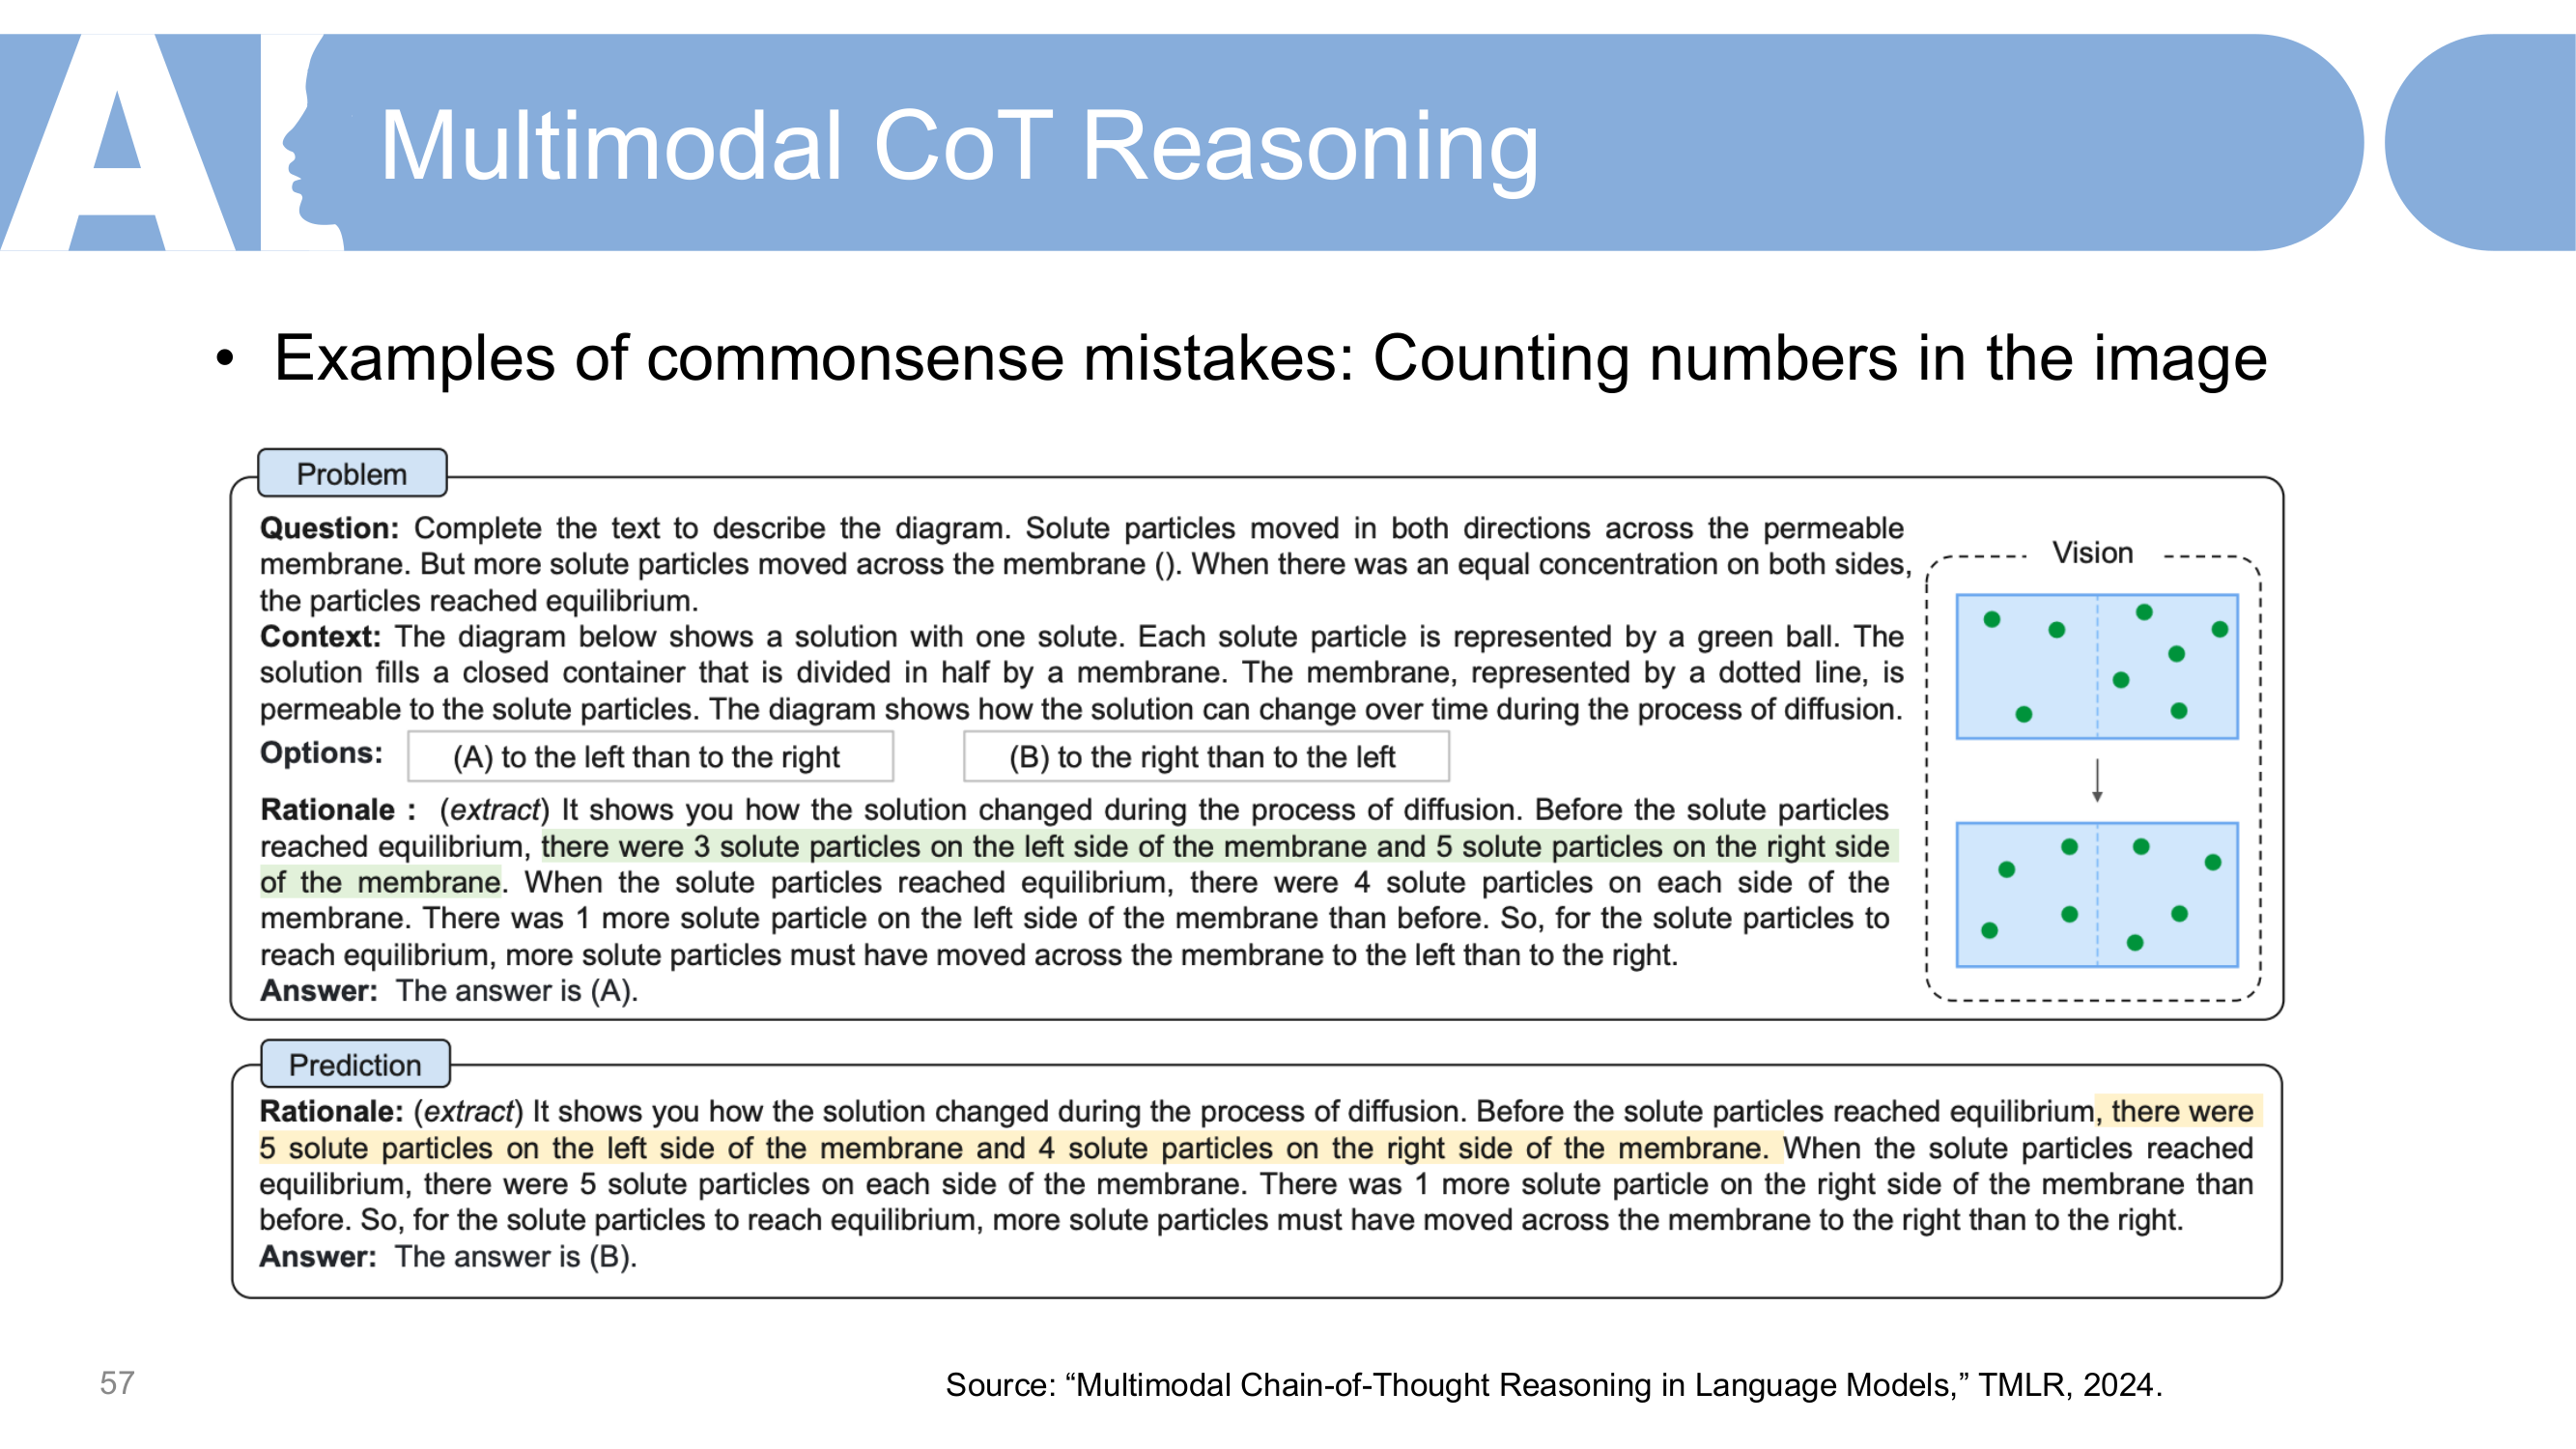 AI
Multimodal CoT Reasoning
• Examples of commonsense mistakes: Counting numbers in the image
Problem
Question: Complete the text to describe the diagram. Solute particles moved in both directions across the permeable
membrane. But more solute particles moved across the membrane (). When there was an equal concentration on both sides,
the particles reached equilibrium.
Context: The diagram below shows a solution with one solute. Each solute particle is represented by a green ball. The
solution fills a closed container that is divided in half by a membrane. The membrane, represented by a dotted line, is
permeable to the solute particles. The diagram shows how the solution can change over time during the process of diffusion.
Options: (A) to the left than to the right (B) to the right than to the left
Rationale : (extract) It shows you how the solution changed during the process of diffusion. Before the solute particles
reached equilibrium, there were 3 solute particles on the left side of the membrane and 5 solute particles on the right side
of the membrane. When the solute particles reached equilibrium, there were 4 solute particles on each side of the
membrane. There was 1 more solute particle on the left side of the membrane than before. So, for the solute particles to
reach equilibrium, more solute particles must have moved across the membrane to the left than to the right.
Answer: The answer is (A).
Vision
Prediction
Rationale: (extract) It shows you how the solution changed during the process of diffusion. Before the solute particles reached equilibrium, there were
5 solute particles on the left side of the membrane and 4 solute particles on the right side of the membrane. When the solute particles reached
equilibrium, there were 5 solute particles on each side of the membrane. There was 1 more solute particle on the right side of the membrane than
before. So, for the solute particles to reach equilibrium, more solute particles must have moved across the membrane to the right than to the right.
Answer: The answer is (B).
57
Source: “Multimodal Chain-of-Thought Reasoning in Language Models,” TMLR, 2024.